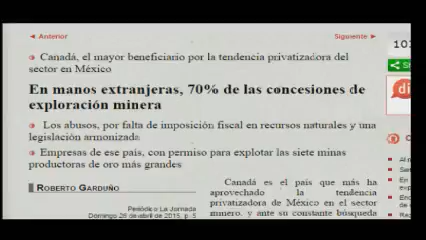 Anterior
Siguiente
Canadá, el mayor beneficiario por la tendencia privatizadora del
sector en México
En manos extranjeras, 70% de las concesiones de
exploración minera
Los abusos, por falta de imposición fiscal en recursos naturales y una
legislación armonizada
Empresas de ese país, con permiso para explotar las siete minas
productoras de oro más grandes
ROBERTO GARDUÑO
Periódico La Jornada
Domingo 26 de abril de 2015, p. 5
Canadá es el país que más ha
aprovechado la tendencia
privatizadora de México en el sector
minero, y ante su constante búsqueda
10
di